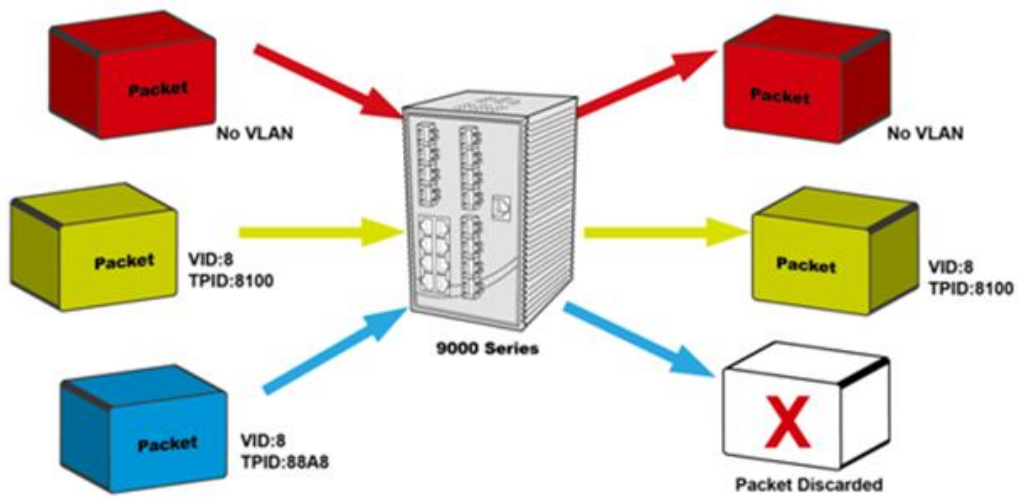 Packet
No VLAN
Packet
No VLAN
Packet
VID:8
TPID:8100
Packet
VID:8
TPID:8100
9000 Series
Packet
VID:8
TPID:88A8
X
Packet Discarded